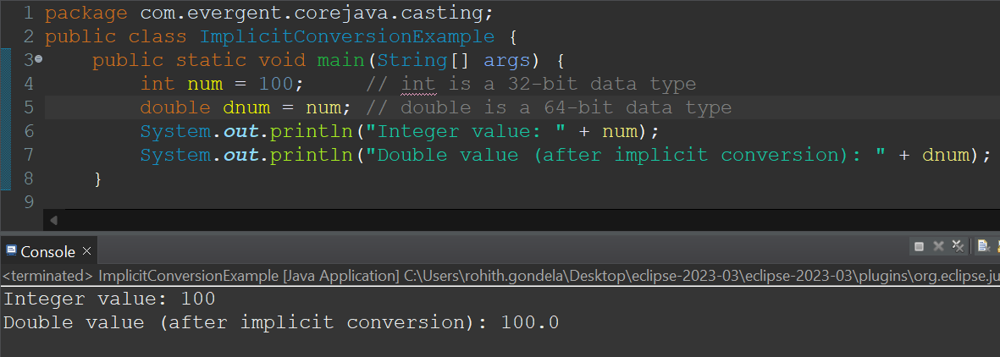 1 package com.evergent.corejava.casting;
2 public class ImplicitConversionExample {
3 public static void main(String[] args) {
4 int num = 100; // int is a 32-bit data type
5 double dnum = num; // double is a 64-bit data type
6 System.out.println("Integer value: " + num);
7 System.out.println("Double value (after implicit conversion): " + dnum);
8 }
9
Console
<terminated> ImplicitConversionExample [Java Application] C:\Users\rohith.gondela\Desktop\eclipse-2023-03\eclipse-2023-03\plugins\org.eclipse.ju
Integer value: 100
Double value (after implicit conversion): 100.0